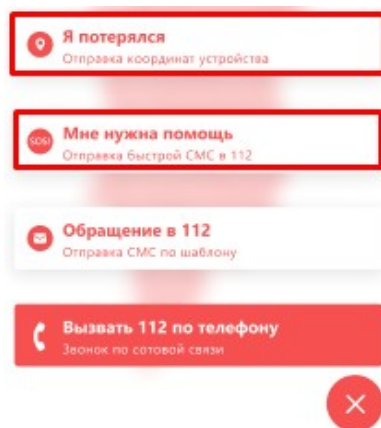 Я потерялся
Отправка координат устройства
SOS!
Мне нужна помощь
Отправка быстрой СМС в 112
Обращение в 112
Отправка СМС по шаблону
Вызвать 112 по телефону
Звонок по сотовой связи